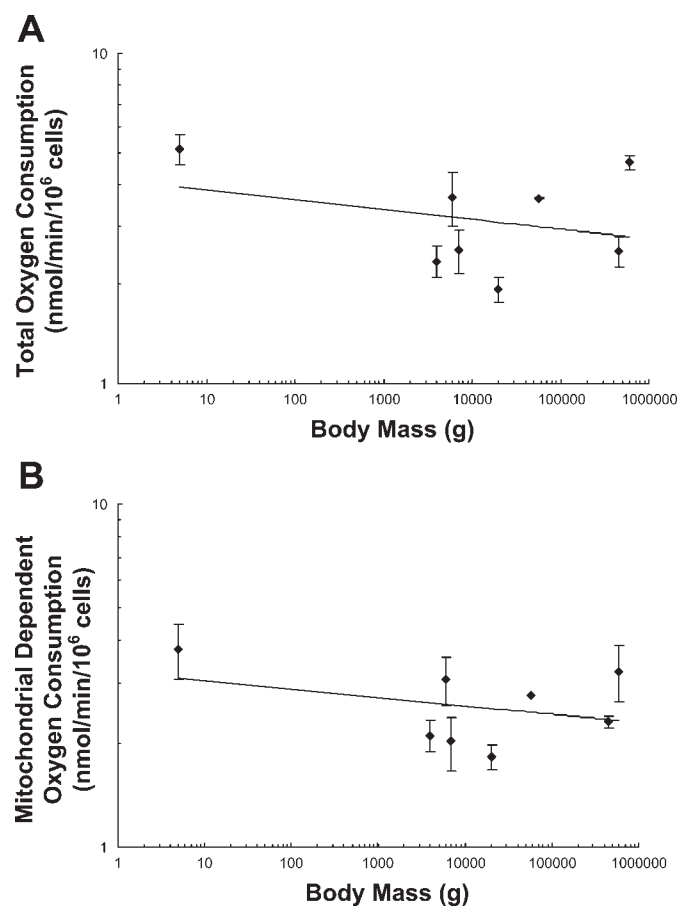 A
Total Oxygen Consumption
(nmol/min/10⁶ cells)
10
1
1 10 100 1000 10000 100000 1000000
Body Mass (g)
B
Mitochondrial Dependent
Oxygen Consumption
(nmol/min/10⁶ cells)
10
1
1 10 100 1000 10000 100000 1000000
Body Mass (g)